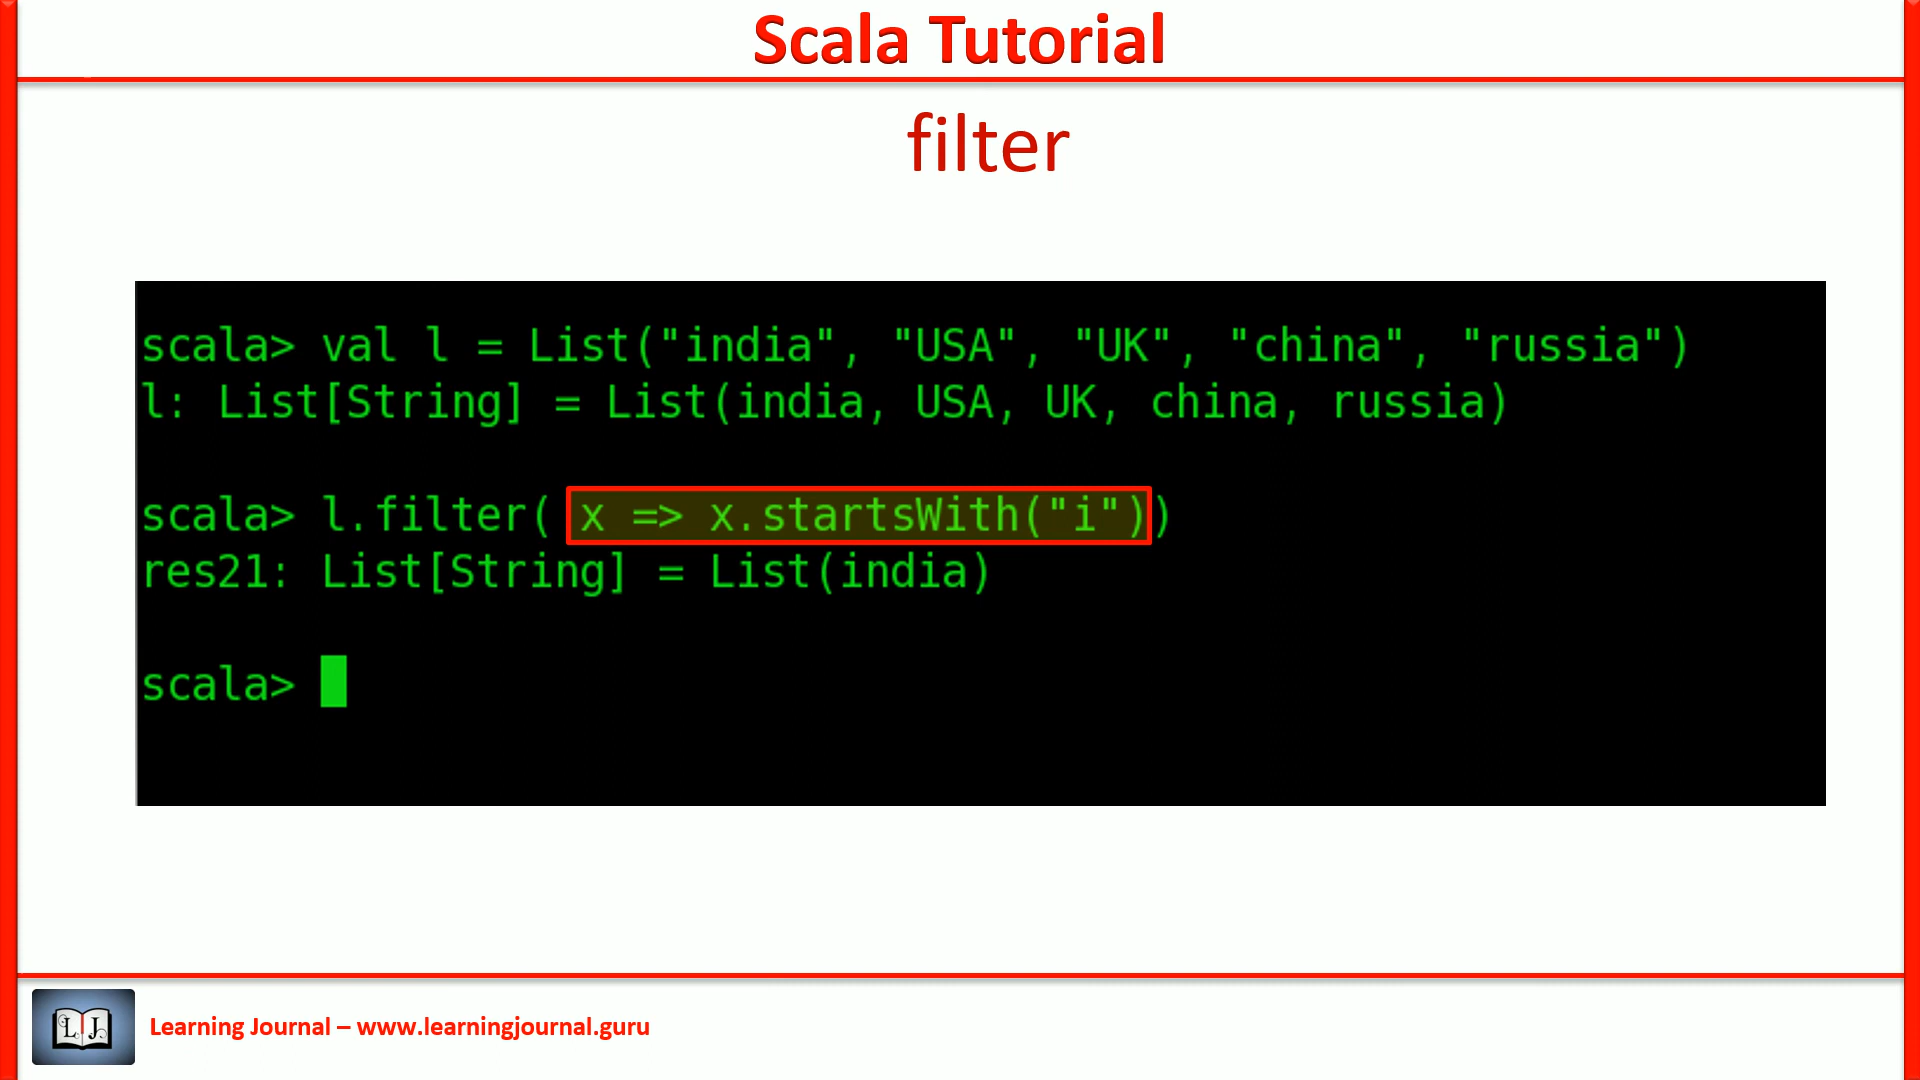 Scala Tutorial
filter
scala> val l = List("india", "USA", "UK", "china", "russia")
l: List[String] = List(india, USA, UK, china, russia)
scala> l.filter( x => x.startsWith("i"))
res21: List[String] = List(india)
scala>
L J
Learning Journal – www.learningjournal.guru